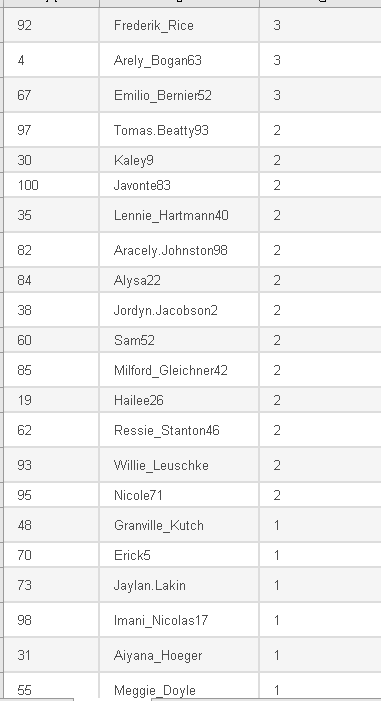 92 Frederik_Rice 3
4 Arely_Bogan63 3
67 Emilio_Bernier52 3
97 Tomas.Beatty93 2
30 Kaley9 2
100 Javonte83 2
35 Lennie_Hartmann40 2
82 Aracely.Johnston98 2
84 Alysa22 2
38 Jordyn.Jacobson2 2
60 Sam52 2
85 Milford_Gleichner42 2
19 Hailee26 2
62 Ressie_Stanton46 2
93 Willie_Leuschke 2
95 Nicole71 2
48 Granville_Kutch 1
70 Erick5 1
73 Jaylan.Lakin 1
98 Imani_Nicolas17 1
31 Aiyana_Hoeger 1
55 Meggie_Doyle 1